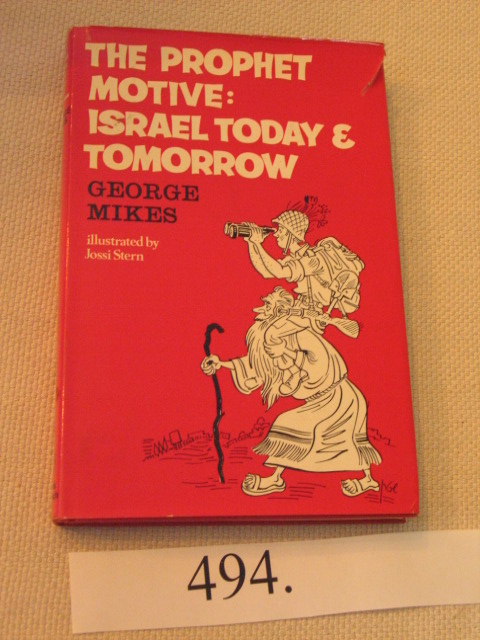 THE PROPHET
MOTIVE:
ISRAEL TODAY &
TOMORROW
GEORGE
MIKES
illustrated by
Jossi Stern
494.